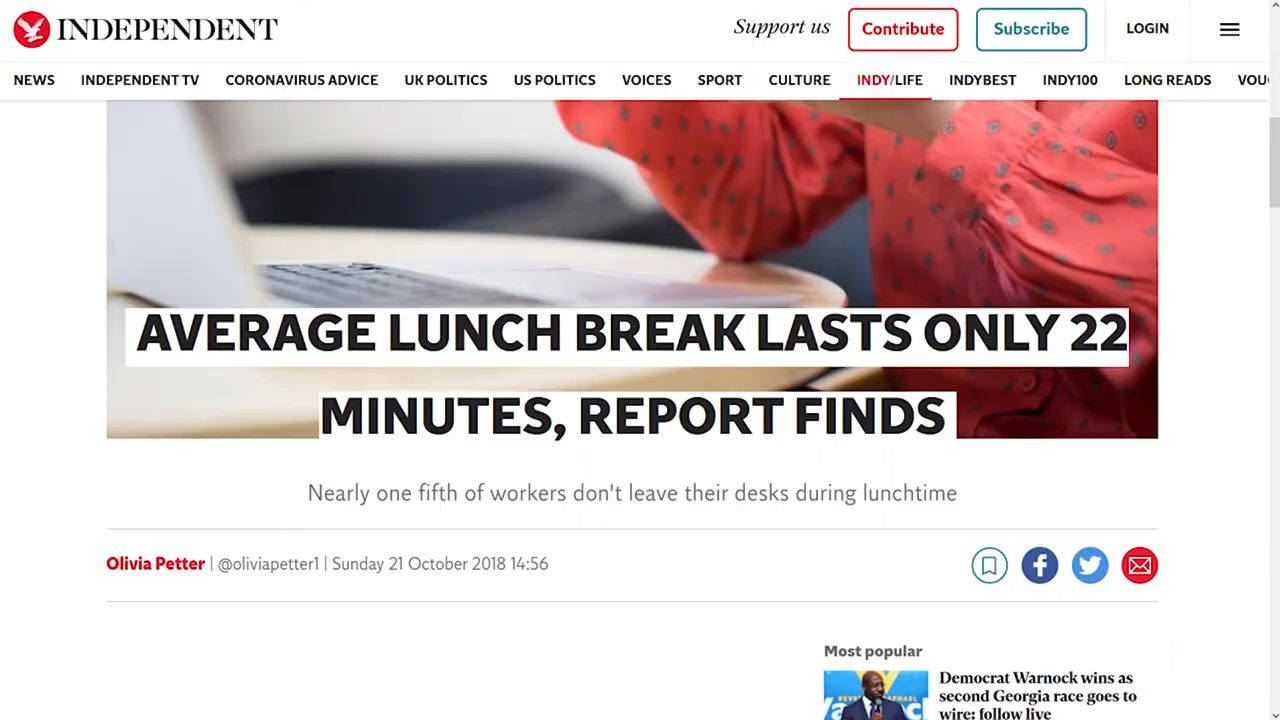 INDEPENDENT
Support us
Contribute
Subscribe
LOGIN
NEWS INDEPENDENT TV CORONAVIRUS ADVICE UK POLITICS US POLITICS VOICES SPORT CULTURE INDY/LIFE INDYBEST INDY100 LONG READS VOU
AVERAGE LUNCH BREAK LASTS ONLY 22
MINUTES, REPORT FINDS
Nearly one fifth of workers don't leave their desks during lunchtime
Olivia Petter | @oliviapetter1 | Sunday 21 October 2018 14:56
Most popular
Democrat Warnock wins as
second Georgia race goes to
wire: follow live